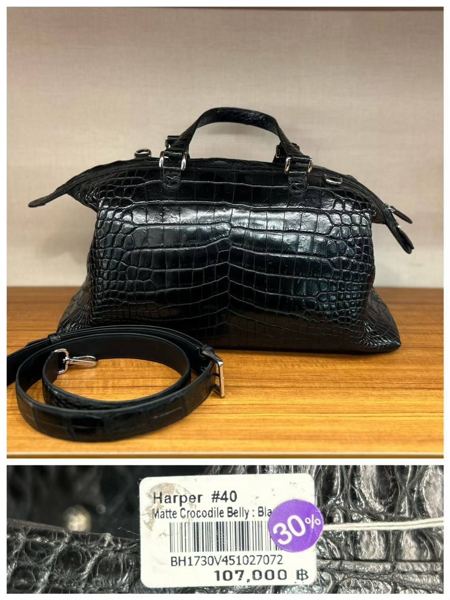 Harper #40
Matte Crocodile Belly : Bla
30%
BH1730V451027072
107,000 ฿